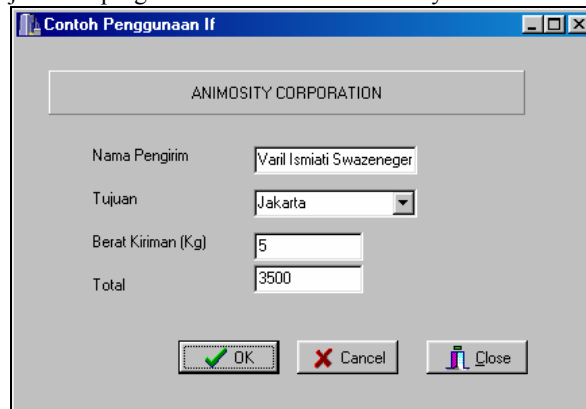 Contoh Penggunaan If
ANIMOSITY CORPORATION
Nama Pengirim Varil Ismiati Swazeneger
Tujuan Jakarta
Berat Kiriman (Kg) 5
Total 3500
OK Cancel Close